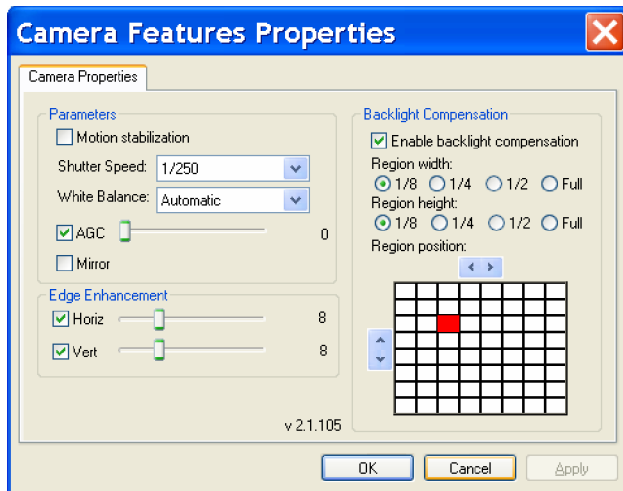 Camera Features Properties
Camera Properties
Parameters
Motion stabilization
Shutter Speed: 1/250
White Balance: Automatic
AGC 0
Mirror
Edge Enhancement
Horiz 8
Vert 8
v 2.1.105
Backlight Compensation
Enable backlight compensation
Region width:
1/8 1/4 1/2 Full
Region height:
1/8 1/4 1/2 Full
Region position:
OK Cancel Apply